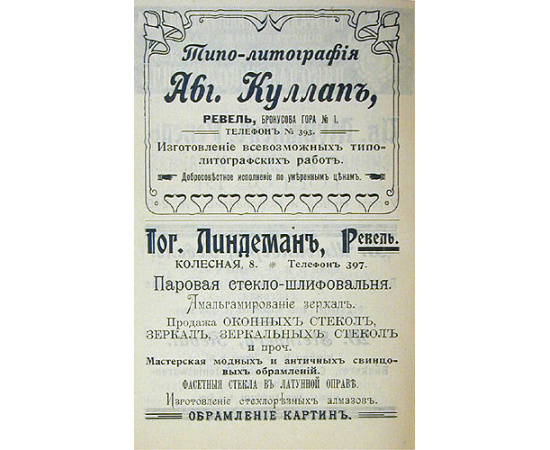 Типо-литографія
Авг. Куллапъ,
РЕВЕЛЬ, БРОКУСОВА ГОРА № 1.
ТЕЛЕФОНЪ № 393.
Изготовленіе всевозможныхъ типо-
литографскихъ работъ.
Добросовѣстное исполненіе по умѣреннымъ цѣнамъ.
Іог. Линдеманъ, Ревель.
КОЛЕСНАЯ, 8. Телефонъ 397.
Паровая стекло-шлифовальня.
Амальгамированіе зеркалъ.
Продажа ОКОННЫХЪ СТЕКОЛЪ,
ЗЕРКАЛЪ, ЗЕРКАЛЬНЫХЪ СТЕКОЛЪ
и проч.
Мастерская модныхъ и античныхъ свинцо-
выхъ обрамленій.
ФАСЕТНЫЯ СТЕКЛА ВЪ ЛАТУННОЙ ОПРАВѢ.
Изготовленіе стеклорѣзныхъ алмазовъ.
ОБРАМЛЕНІЕ КАРТИНЪ.